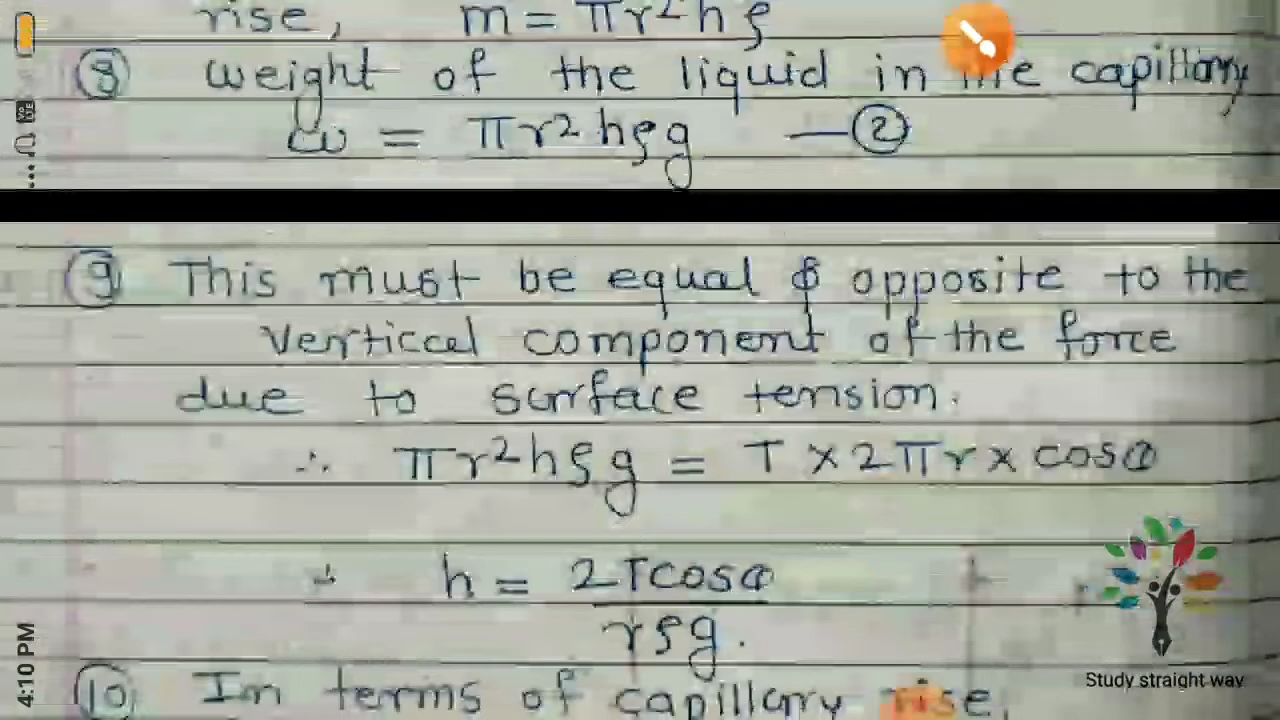 rise, m = πr²hρ
⑧ weight of the liquid in the capillary
ω = πr²hρg —②
⑨ This must be equal & opposite to the
vertical component of the force
due to surface tension.
∴ πr²hρg = T × 2πr × cosθ
∴ h = 2Tcosθ
rρg.
⑩ In terms of capillary rise,
4:10 PM
Study straight way